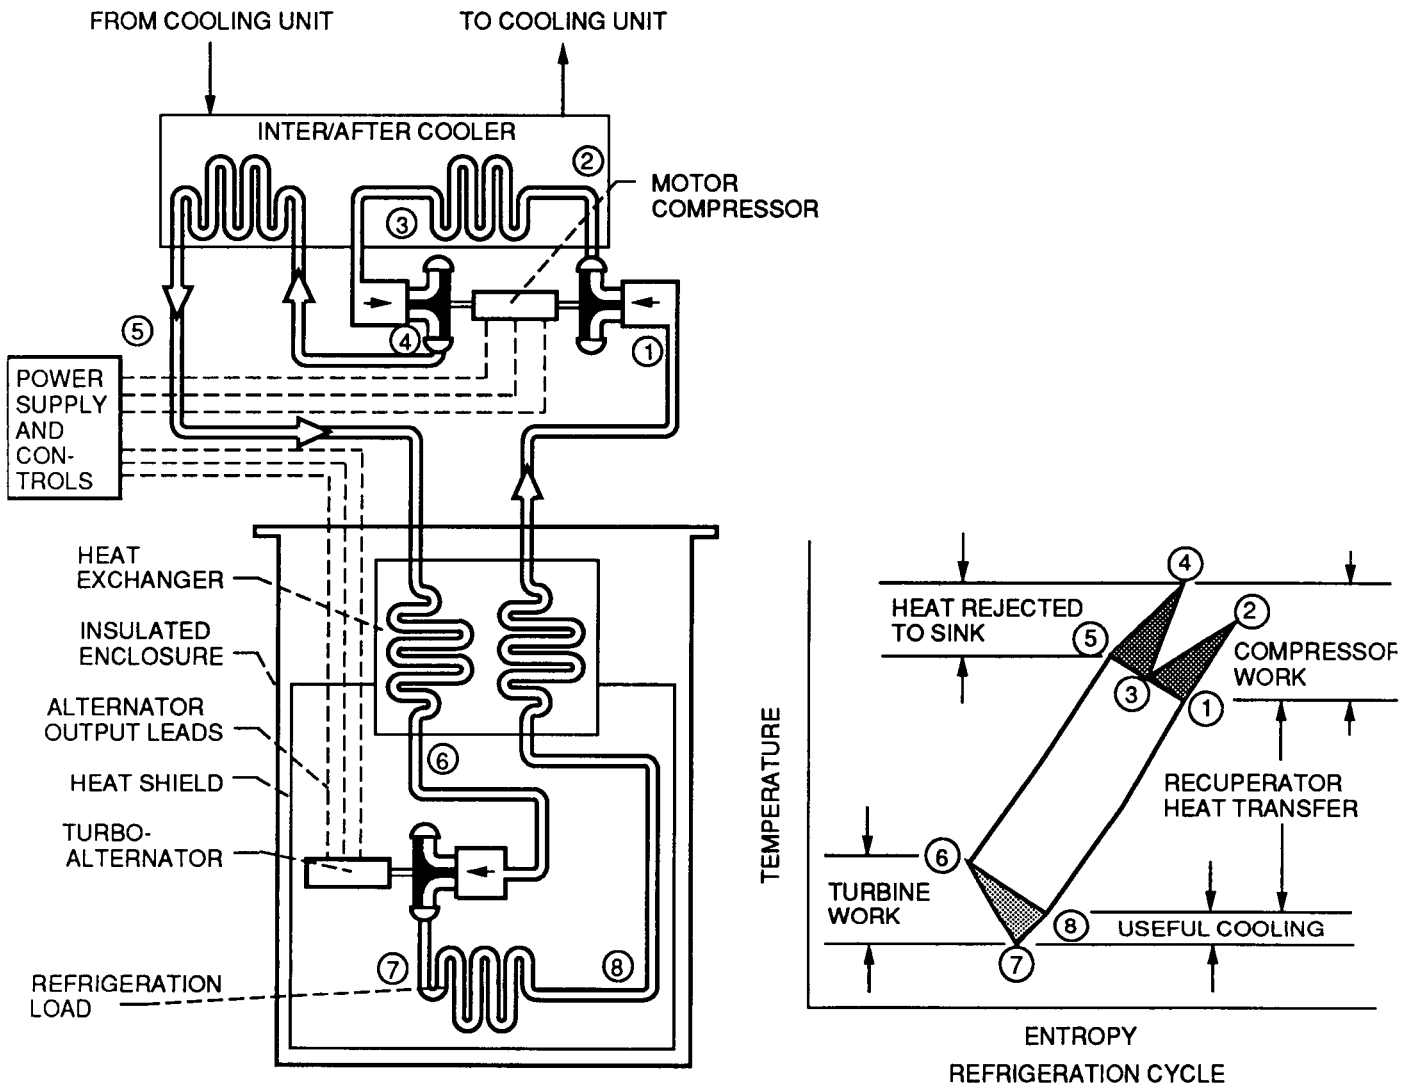 FROM COOLING UNIT
TO COOLING UNIT
INTER/AFTER COOLER
2
MOTOR
COMPRESSOR
3
4
1
5
POWER
SUPPLY
AND
CON-
TROLS
HEAT
EXCHANGER
INSULATED
ENCLOSURE
ALTERNATOR
OUTPUT LEADS
HEAT SHIELD
TURBO-
ALTERNATOR
REFRIGERATION
LOAD
6
7
8
TEMPERATURE
4
HEAT REJECTED
TO SINK
2
5
COMPRESSOR
WORK
3
1
RECUPERATOR
HEAT TRANSFER
6
TURBINE
WORK
8
USEFUL COOLING
7
ENTROPY
REFRIGERATION CYCLE